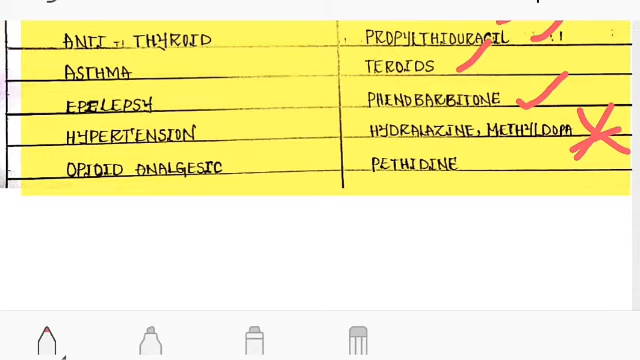 ANTI THYROID PROPYLTHIOURACIL
ASTHMA TEROIDS
EPELEPSY PHENOBARBITONE
HYPERTENSION HYDRALAZINE, METHYLDOPA
OPIOID ANALGESIC PETHIDINE